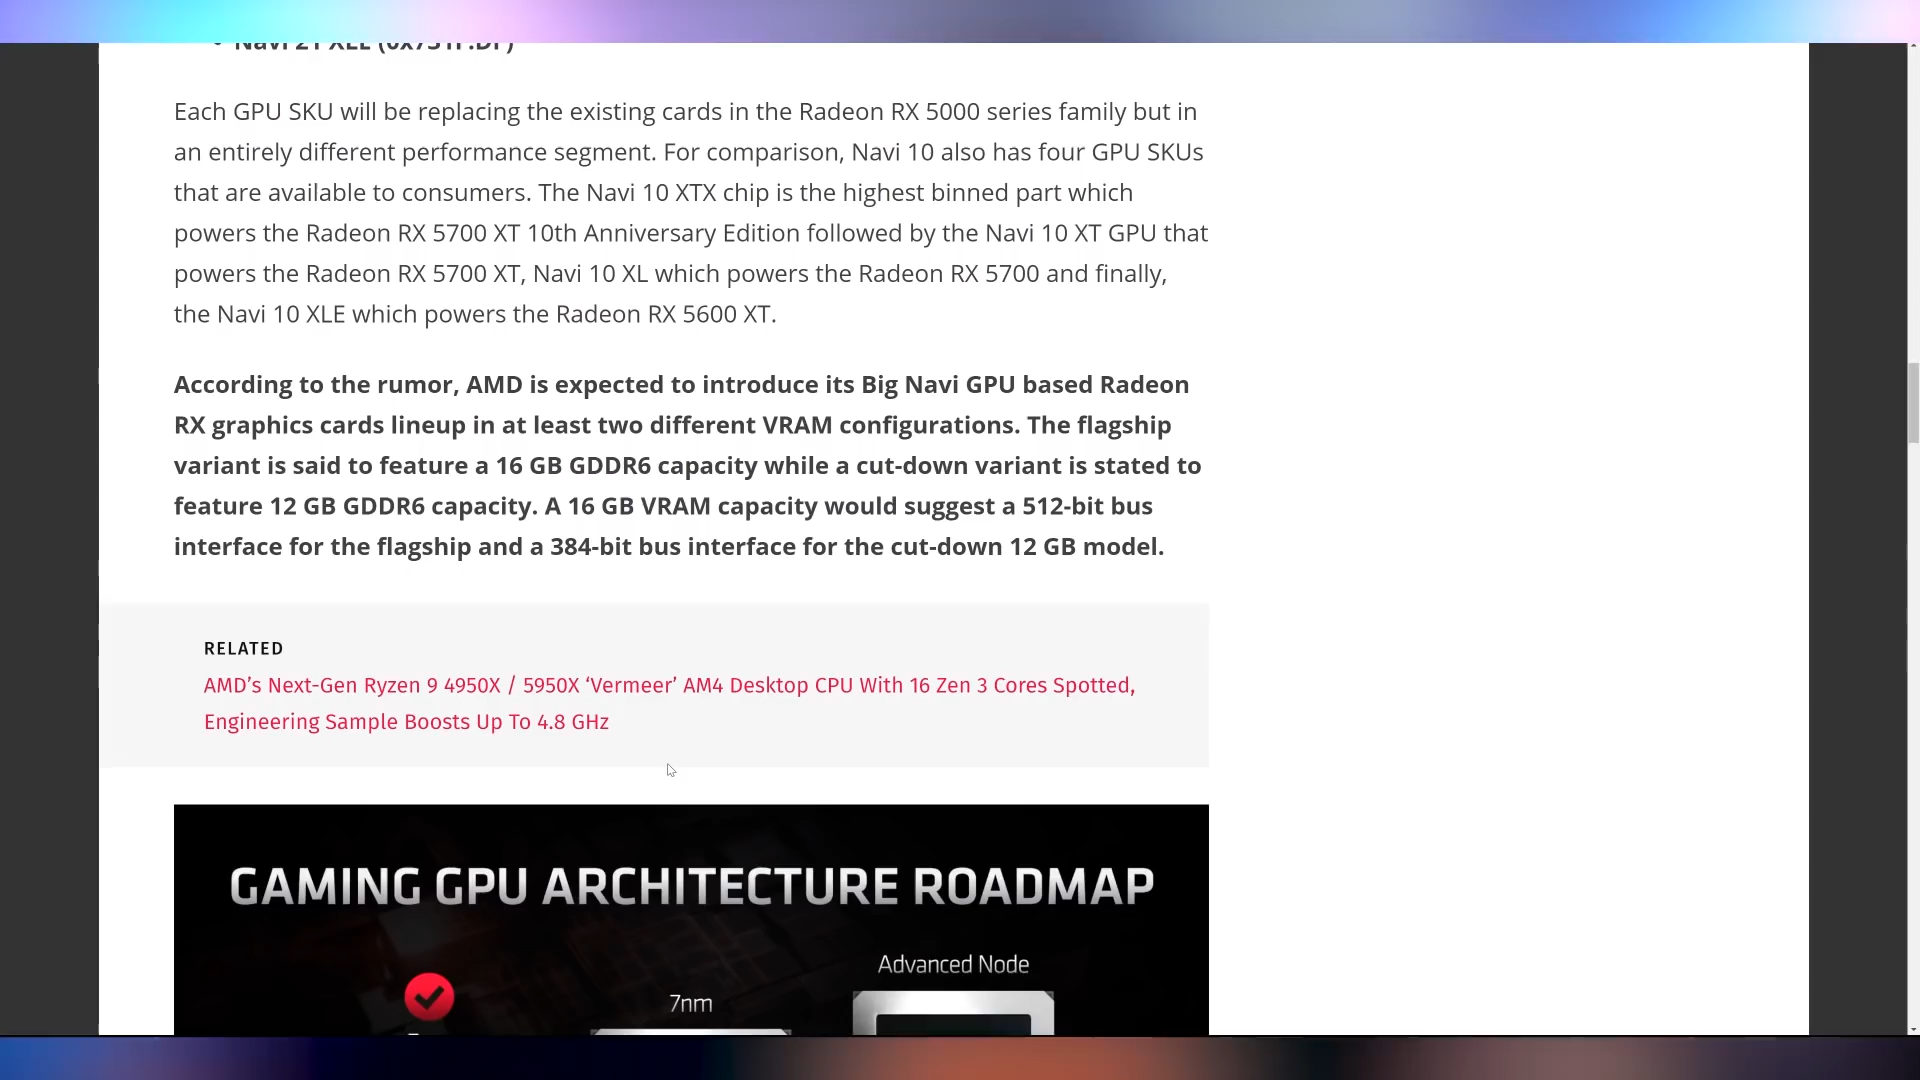 Navi 21 XLE (0x731F:DF)
Each GPU SKU will be replacing the existing cards in the Radeon RX 5000 series family but in
an entirely different performance segment. For comparison, Navi 10 also has four GPU SKUs
that are available to consumers. The Navi 10 XTX chip is the highest binned part which
powers the Radeon RX 5700 XT 10th Anniversary Edition followed by the Navi 10 XT GPU that
powers the Radeon RX 5700 XT, Navi 10 XL which powers the Radeon RX 5700 and finally,
the Navi 10 XLE which powers the Radeon RX 5600 XT.
According to the rumor, AMD is expected to introduce its Big Navi GPU based Radeon
RX graphics cards lineup in at least two different VRAM configurations. The flagship
variant is said to feature a 16 GB GDDR6 capacity while a cut-down variant is stated to
feature 12 GB GDDR6 capacity. A 16 GB VRAM capacity would suggest a 512-bit bus
interface for the flagship and a 384-bit bus interface for the cut-down 12 GB model.
RELATED
AMD’s Next-Gen Ryzen 9 4950X / 5950X ‘Vermeer’ AM4 Desktop CPU With 16 Zen 3 Cores Spotted,
Engineering Sample Boosts Up To 4.8 GHz
GAMING GPU ARCHITECTURE ROADMAP
Advanced Node
7nm